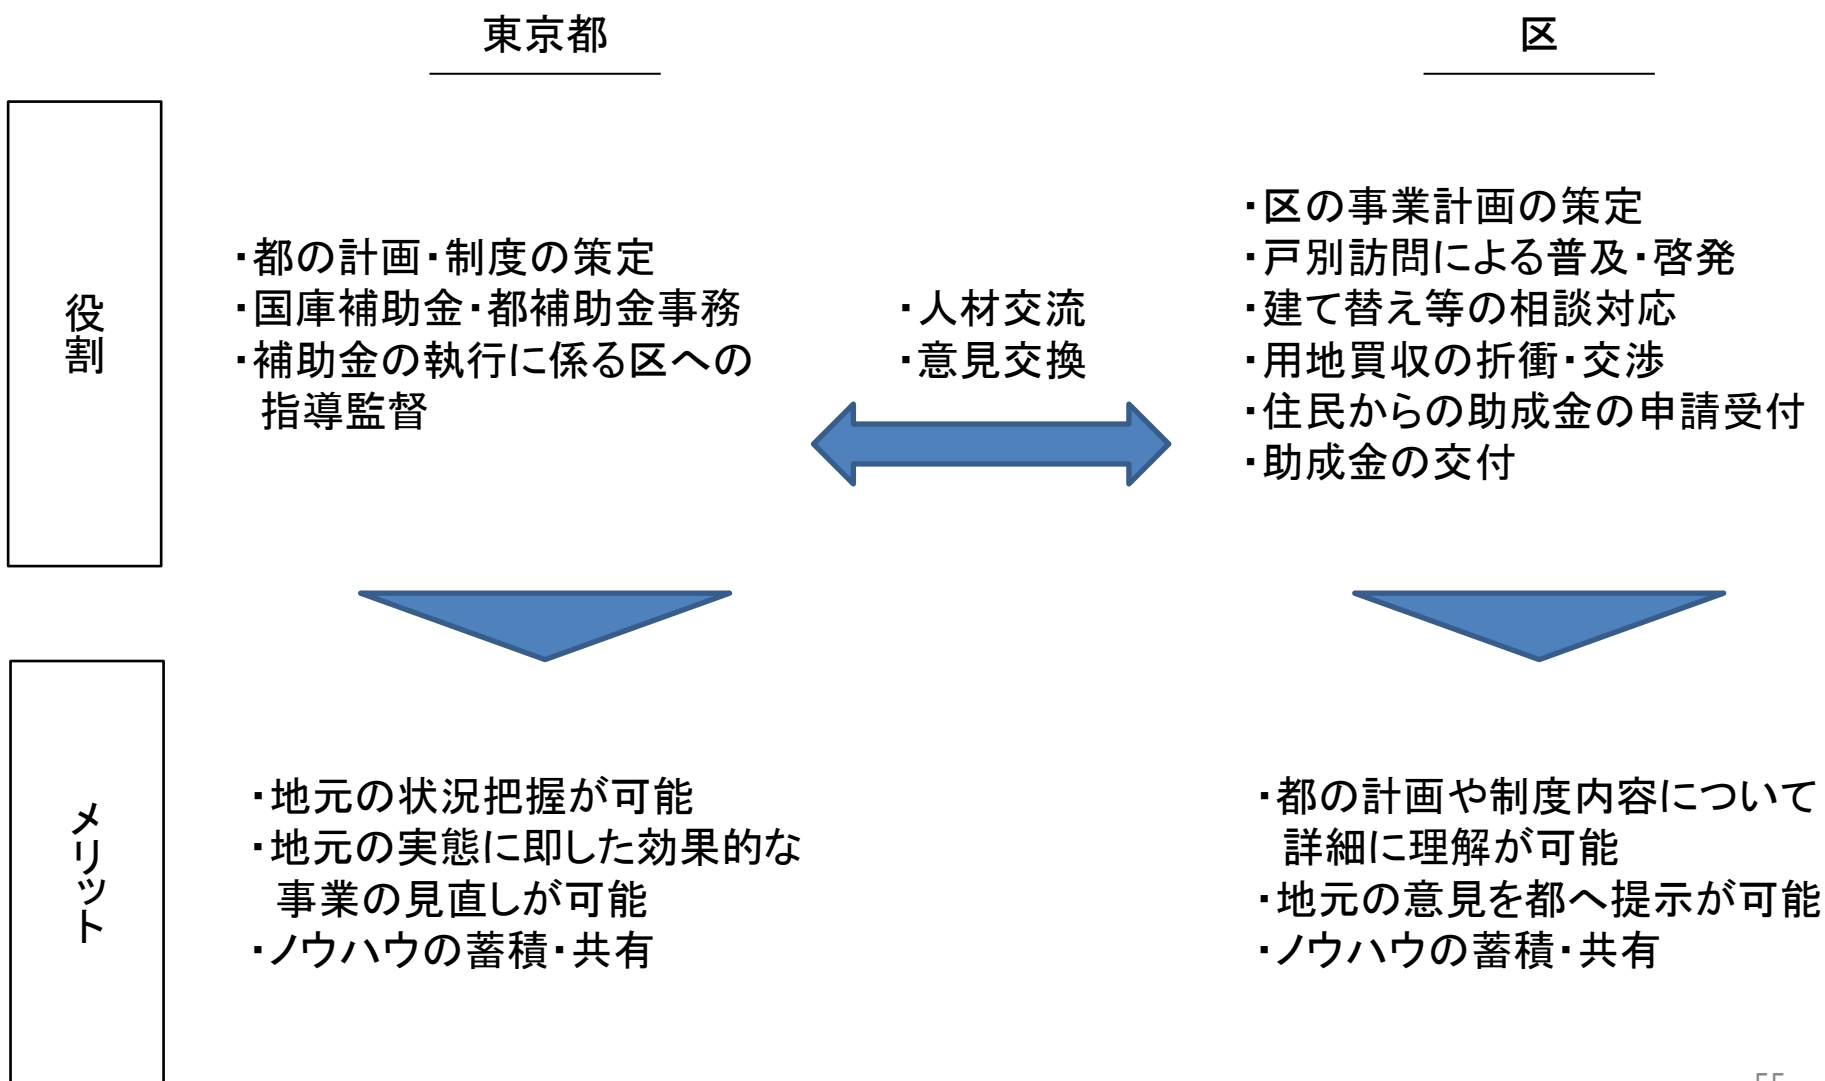 東京都
区
役割
・都の計画・制度の策定
・国庫補助金・都補助金事務
・補助金の執行に係る区への
指導監督
・人材交流
・意見交換
・区の事業計画の策定
・戸別訪問による普及・啓発
・建て替え等の相談対応
・用地買収の折衝・交渉
・住民からの助成金の申請受付
・助成金の交付
メリット
・地元の状況把握が可能
・地元の実態に即した効果的な
事業の見直しが可能
・ノウハウの蓄積・共有
・都の計画や制度内容について
詳細に理解が可能
・地元の意見を都へ提示が可能
・ノウハウの蓄積・共有
55